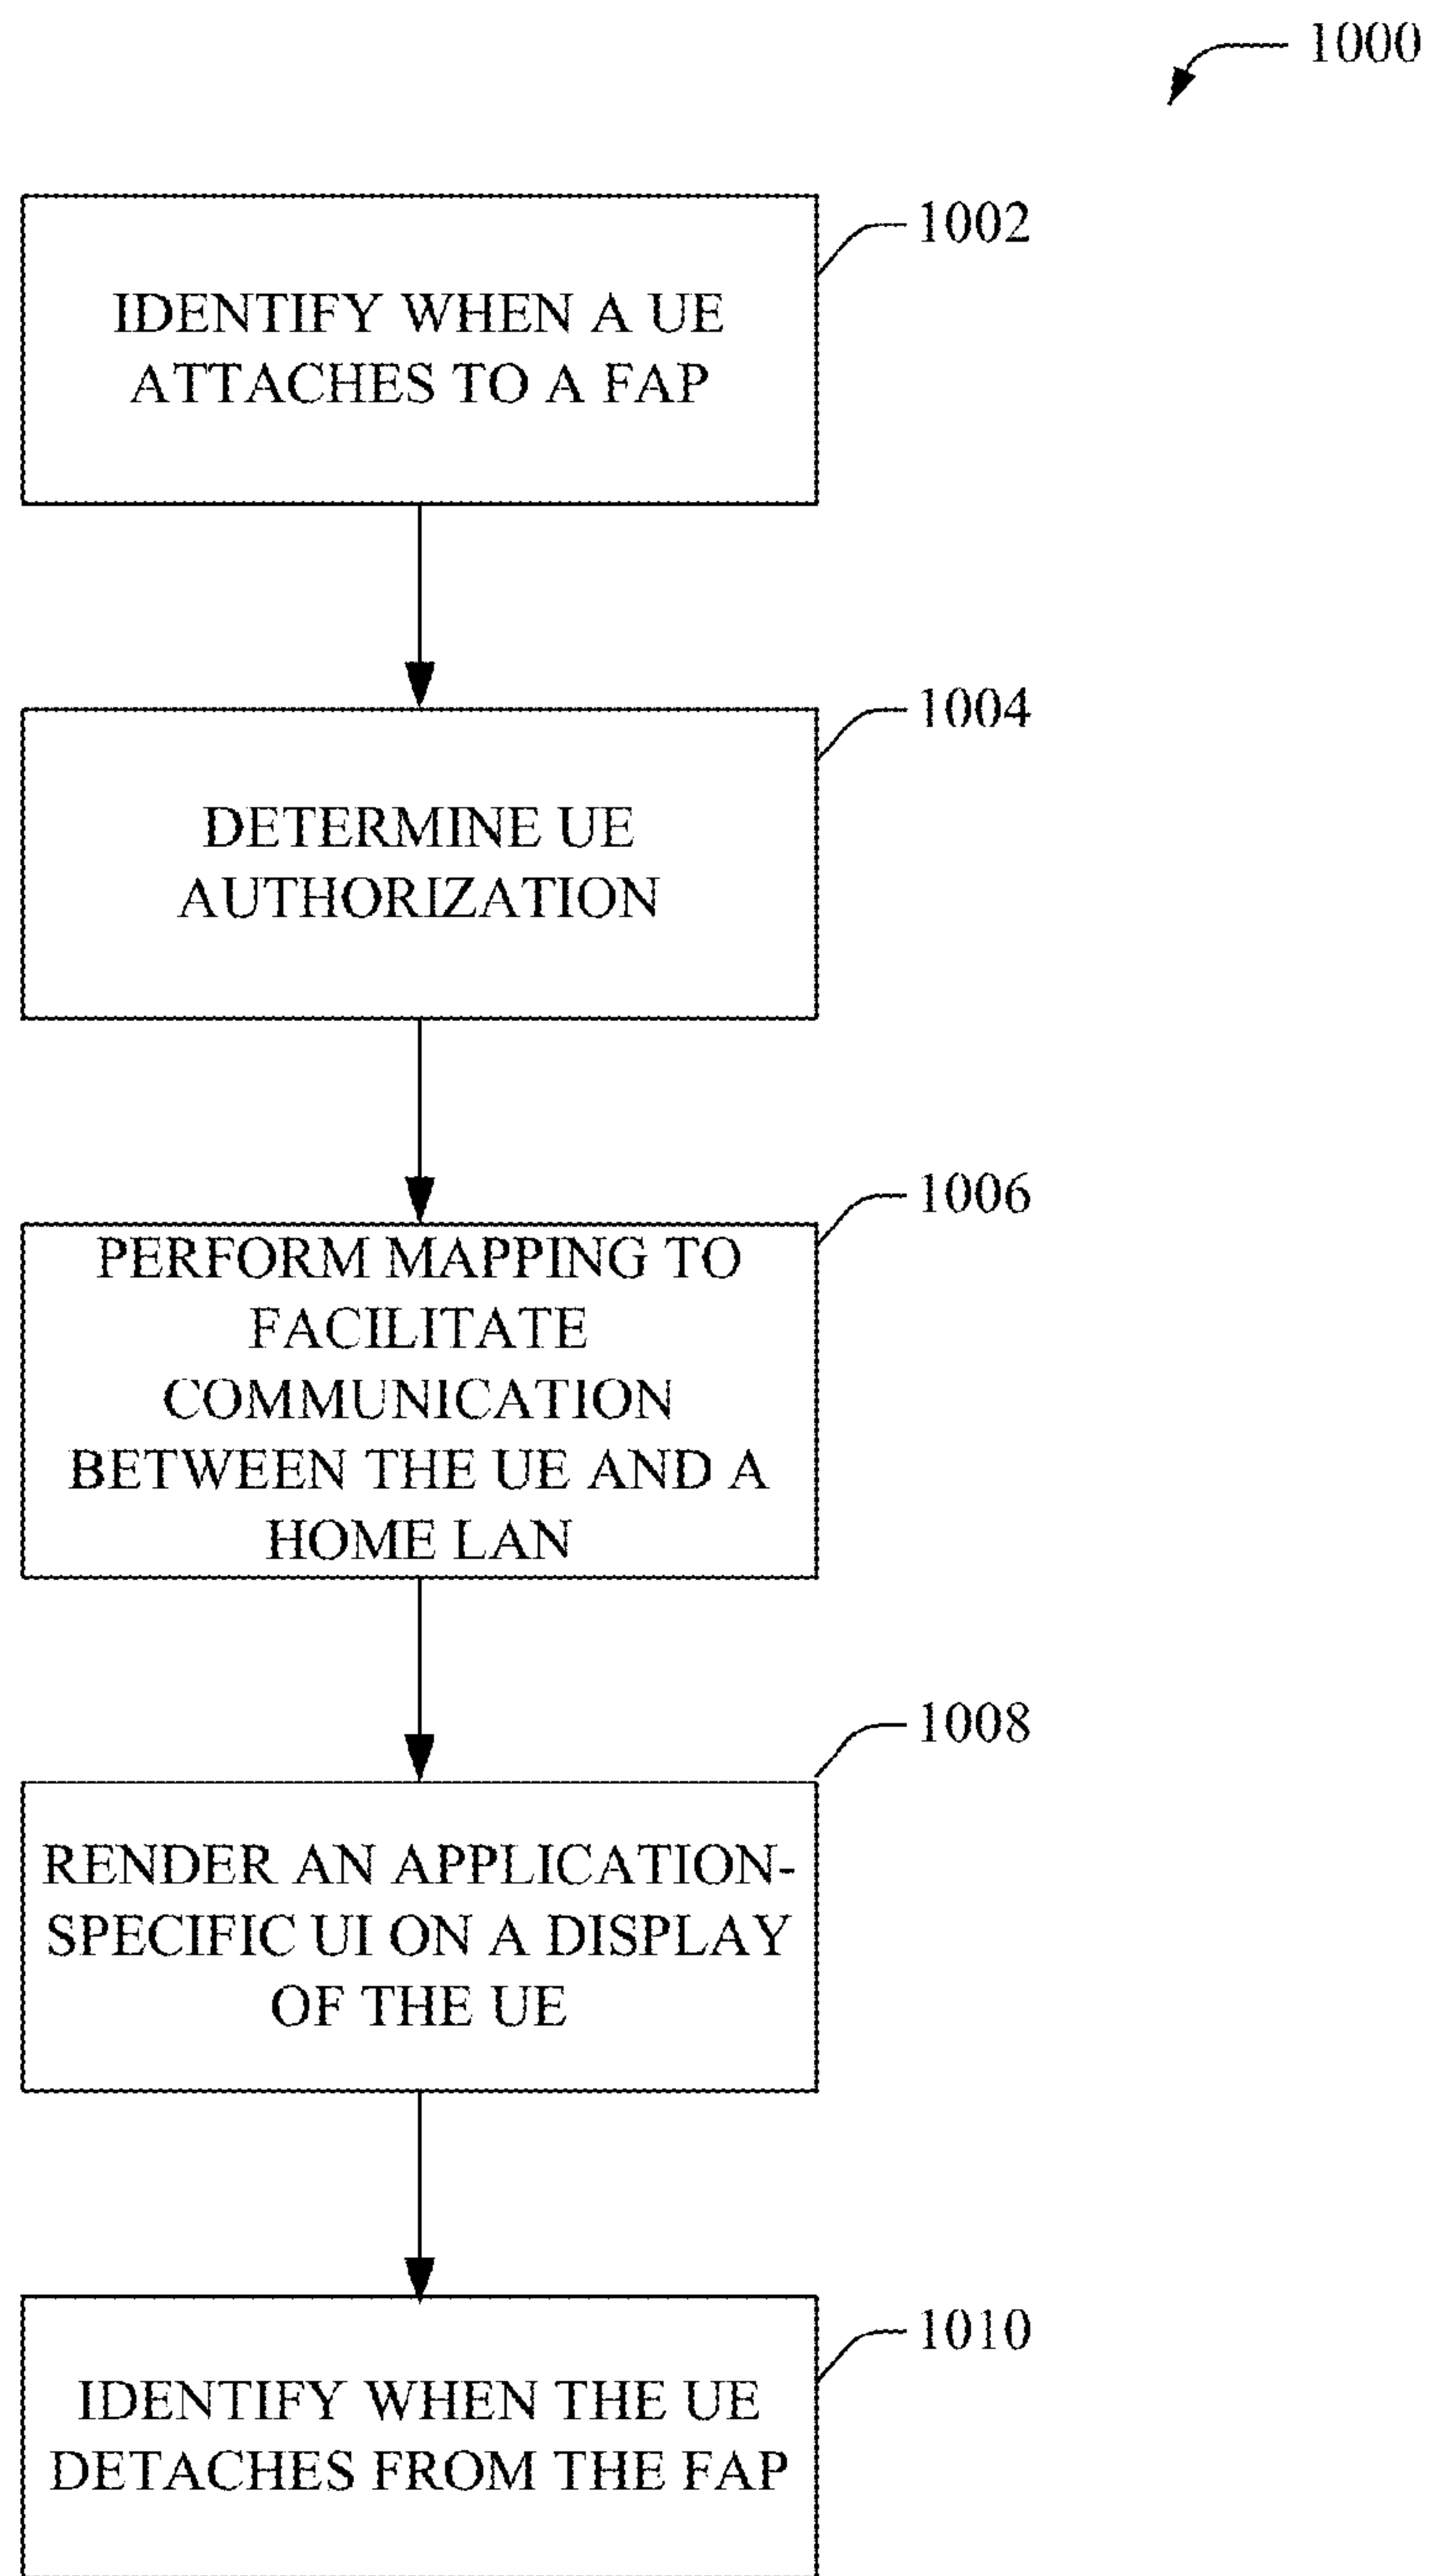 1000
1002
IDENTIFY WHEN A UE
ATTACHES TO A FAP
1004
DETERMINE UE
AUTHORIZATION
1006
PERFORM MAPPING TO
FACILITATE
COMMUNICATION
BETWEEN THE UE AND A
HOME LAN
1008
RENDER AN APPLICATION-
SPECIFIC UI ON A DISPLAY
OF THE UE
1010
IDENTIFY WHEN THE UE
DETACHES FROM THE FAP